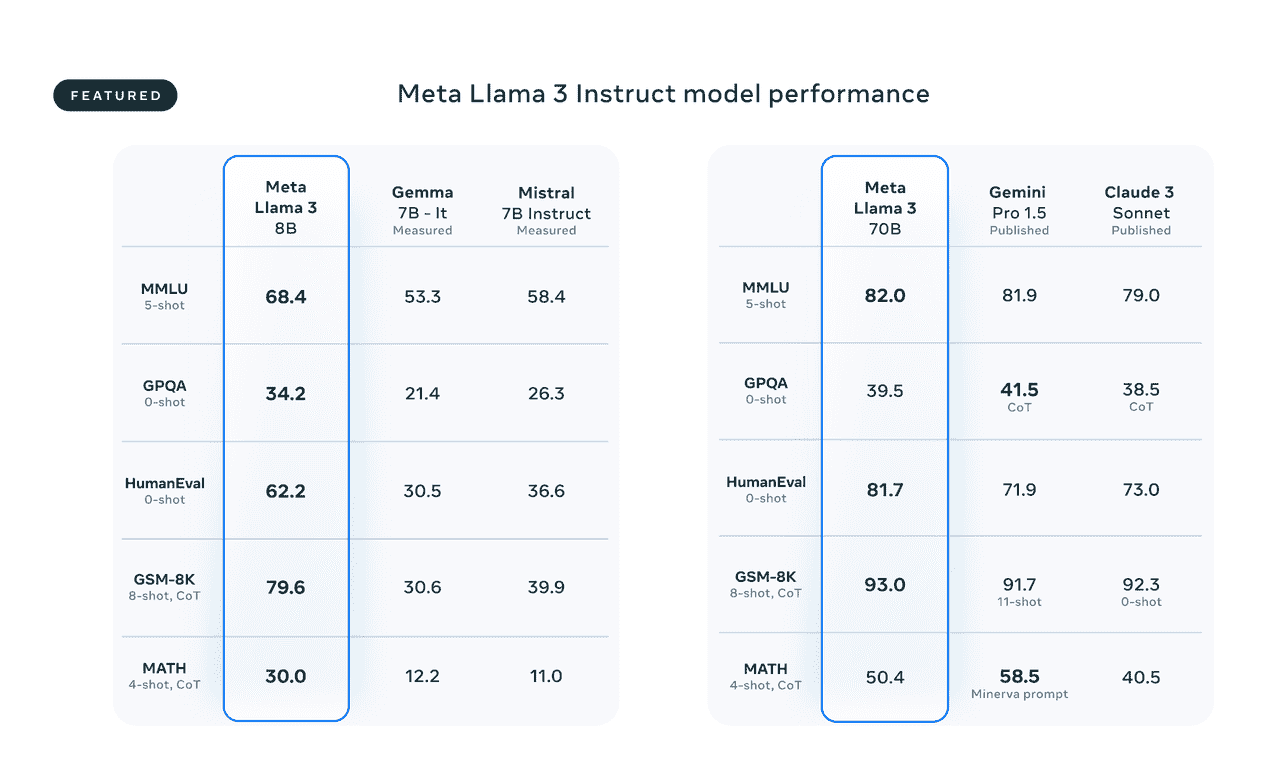 FEATURED
Meta Llama 3 Instruct model performance
Meta Llama 3 8B
Gemma 7B - It Measured
Mistral 7B Instruct Measured
MMLU 5-shot 68.4 53.3 58.4
GPQA 0-shot 34.2 21.4 26.3
HumanEval 0-shot 62.2 30.5 36.6
GSM-8K 8-shot, CoT 79.6 30.6 39.9
MATH 4-shot, CoT 30.0 12.2 11.0
Meta Llama 3 70B
Gemini Pro 1.5 Published
Claude 3 Sonnet Published
MMLU 5-shot 82.0 81.9 79.0
GPQA 0-shot 39.5 41.5 CoT 38.5 CoT
HumanEval 0-shot 81.7 71.9 73.0
GSM-8K 8-shot, CoT 93.0 91.7 11-shot 92.3 0-shot
MATH 4-shot, CoT 50.4 58.5 Minerva prompt 40.5